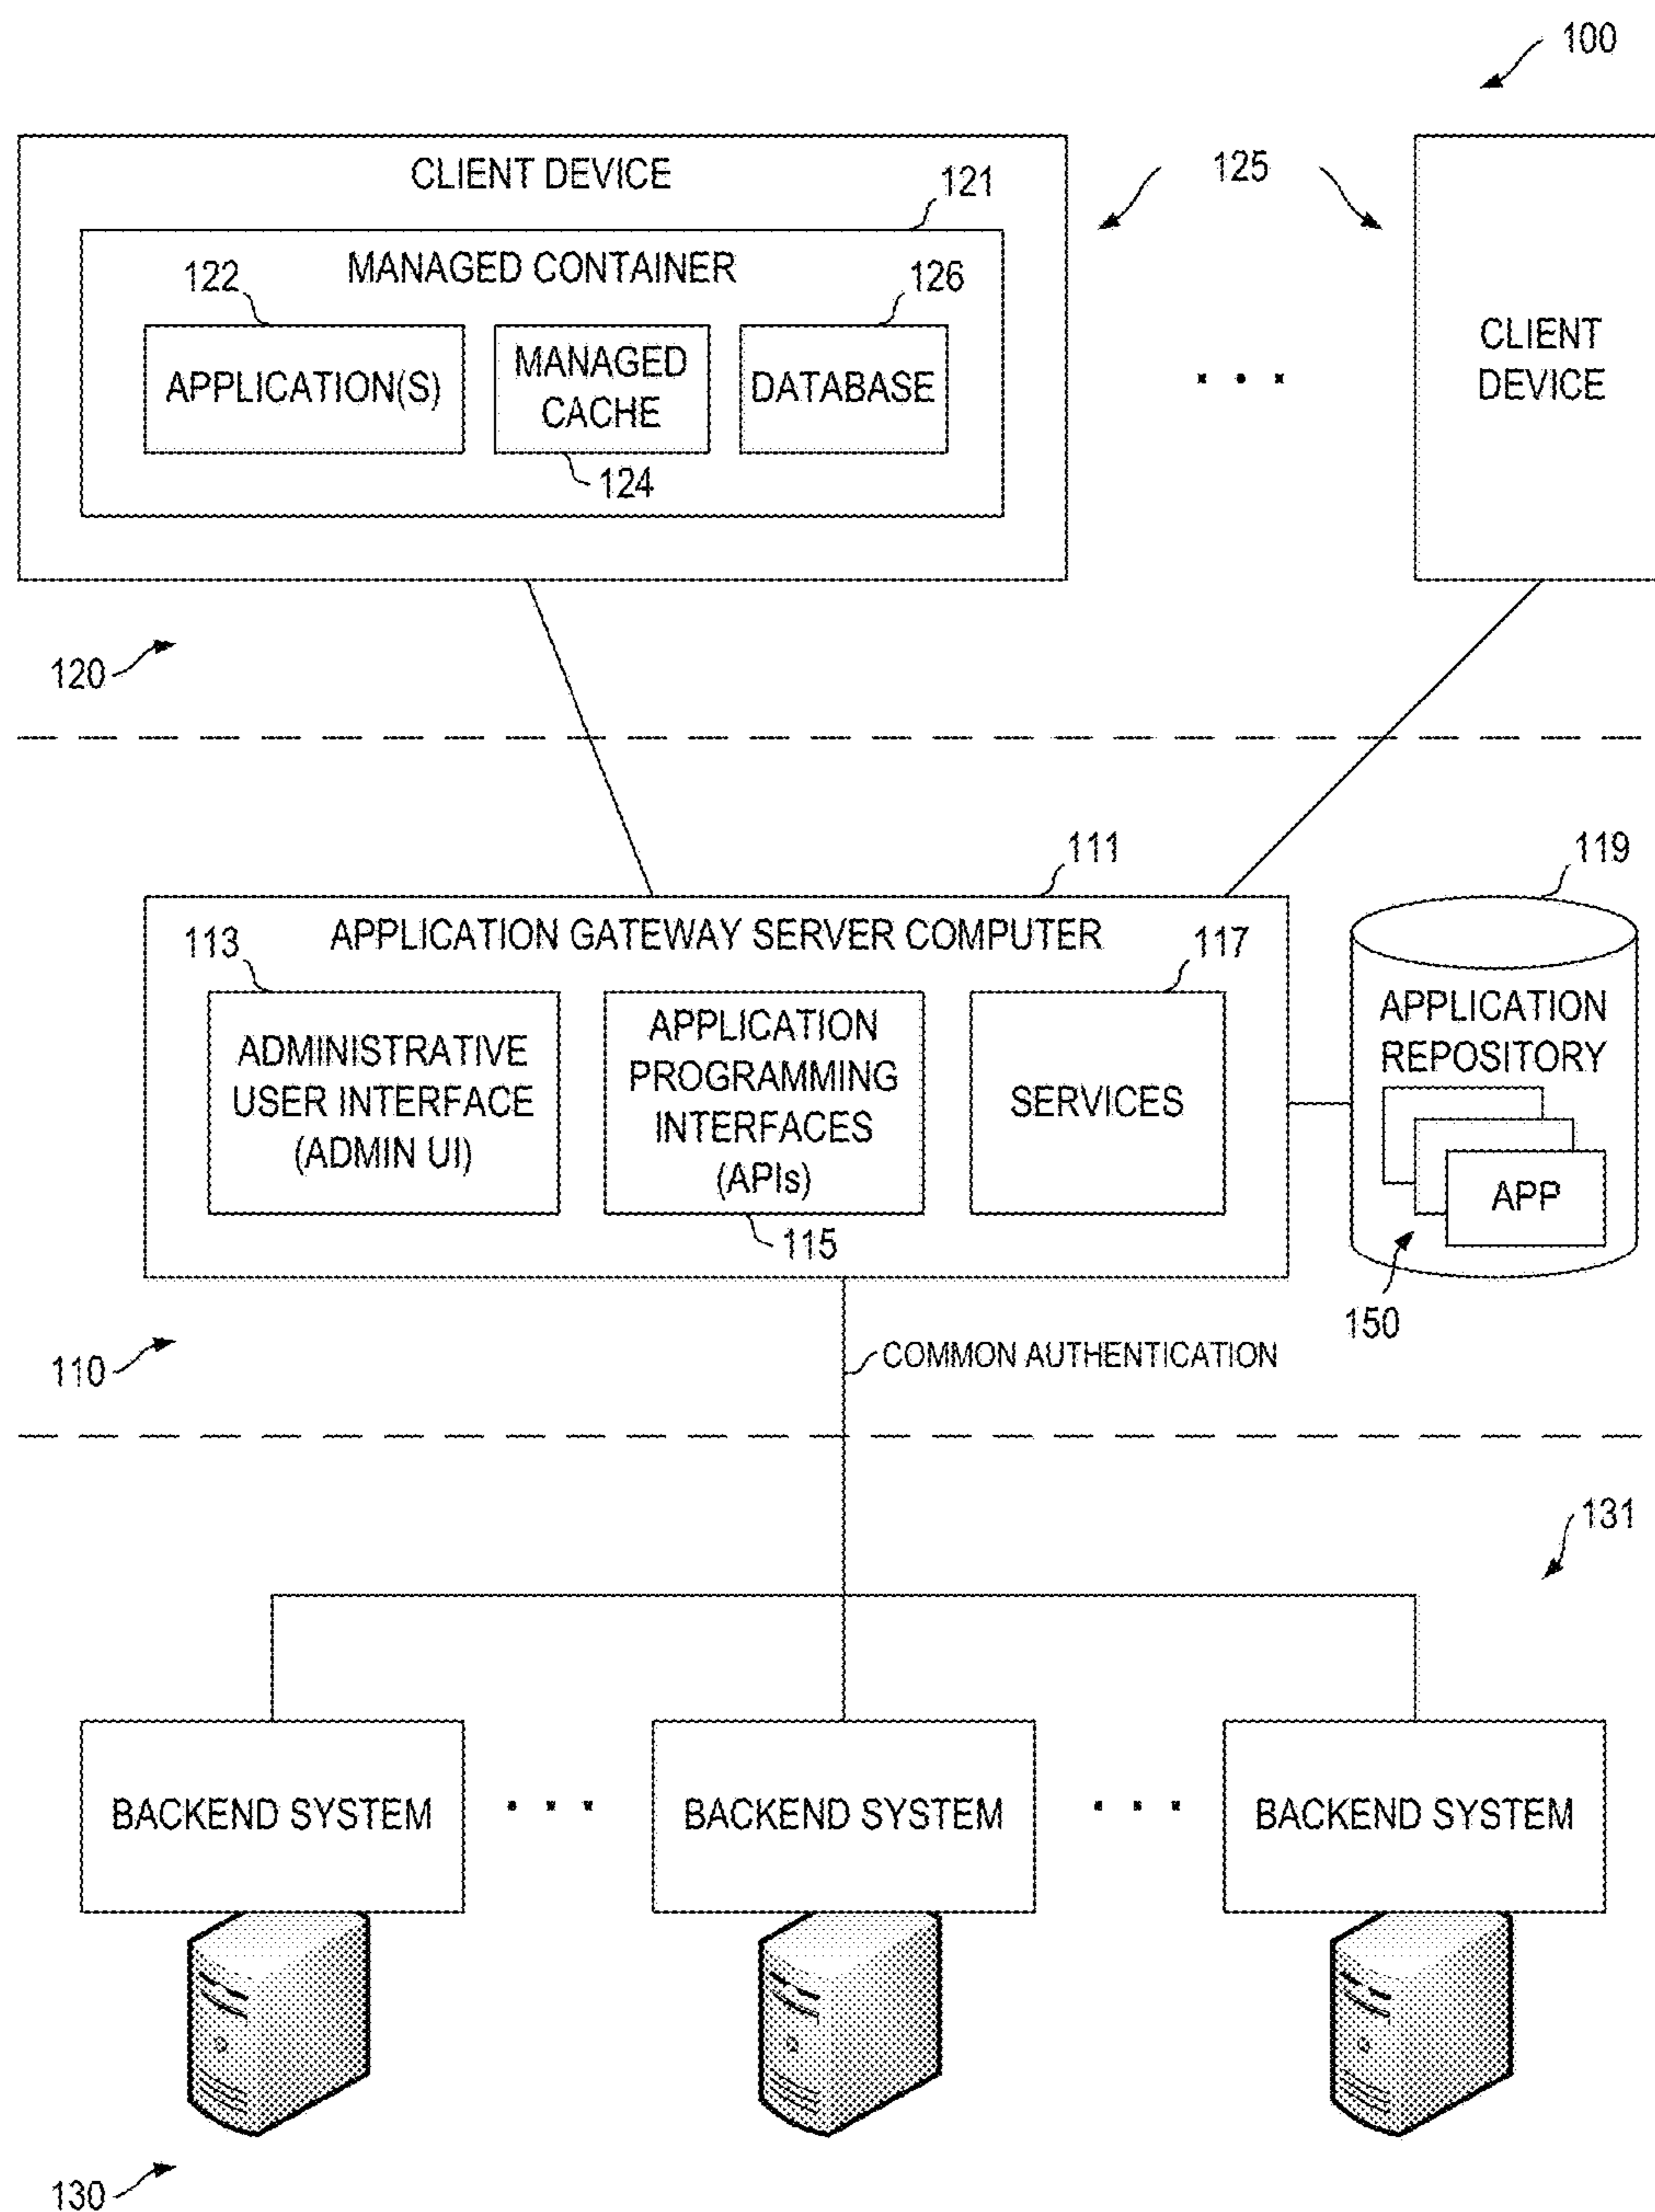 100
CLIENT DEVICE
125
121
MANAGED CONTAINER
122
126
APPLICATION(S)
MANAGED
CACHE
DATABASE
124
CLIENT
DEVICE
120
111
119
APPLICATION GATEWAY SERVER COMPUTER
113
117
ADMINISTRATIVE
USER INTERFACE
(ADMIN UI)
APPLICATION
PROGRAMMING
INTERFACES
(APIs)
115
SERVICES
APPLICATION
REPOSITORY
APP
150
110
COMMON AUTHENTICATION
131
BACKEND SYSTEM
BACKEND SYSTEM
BACKEND SYSTEM
130